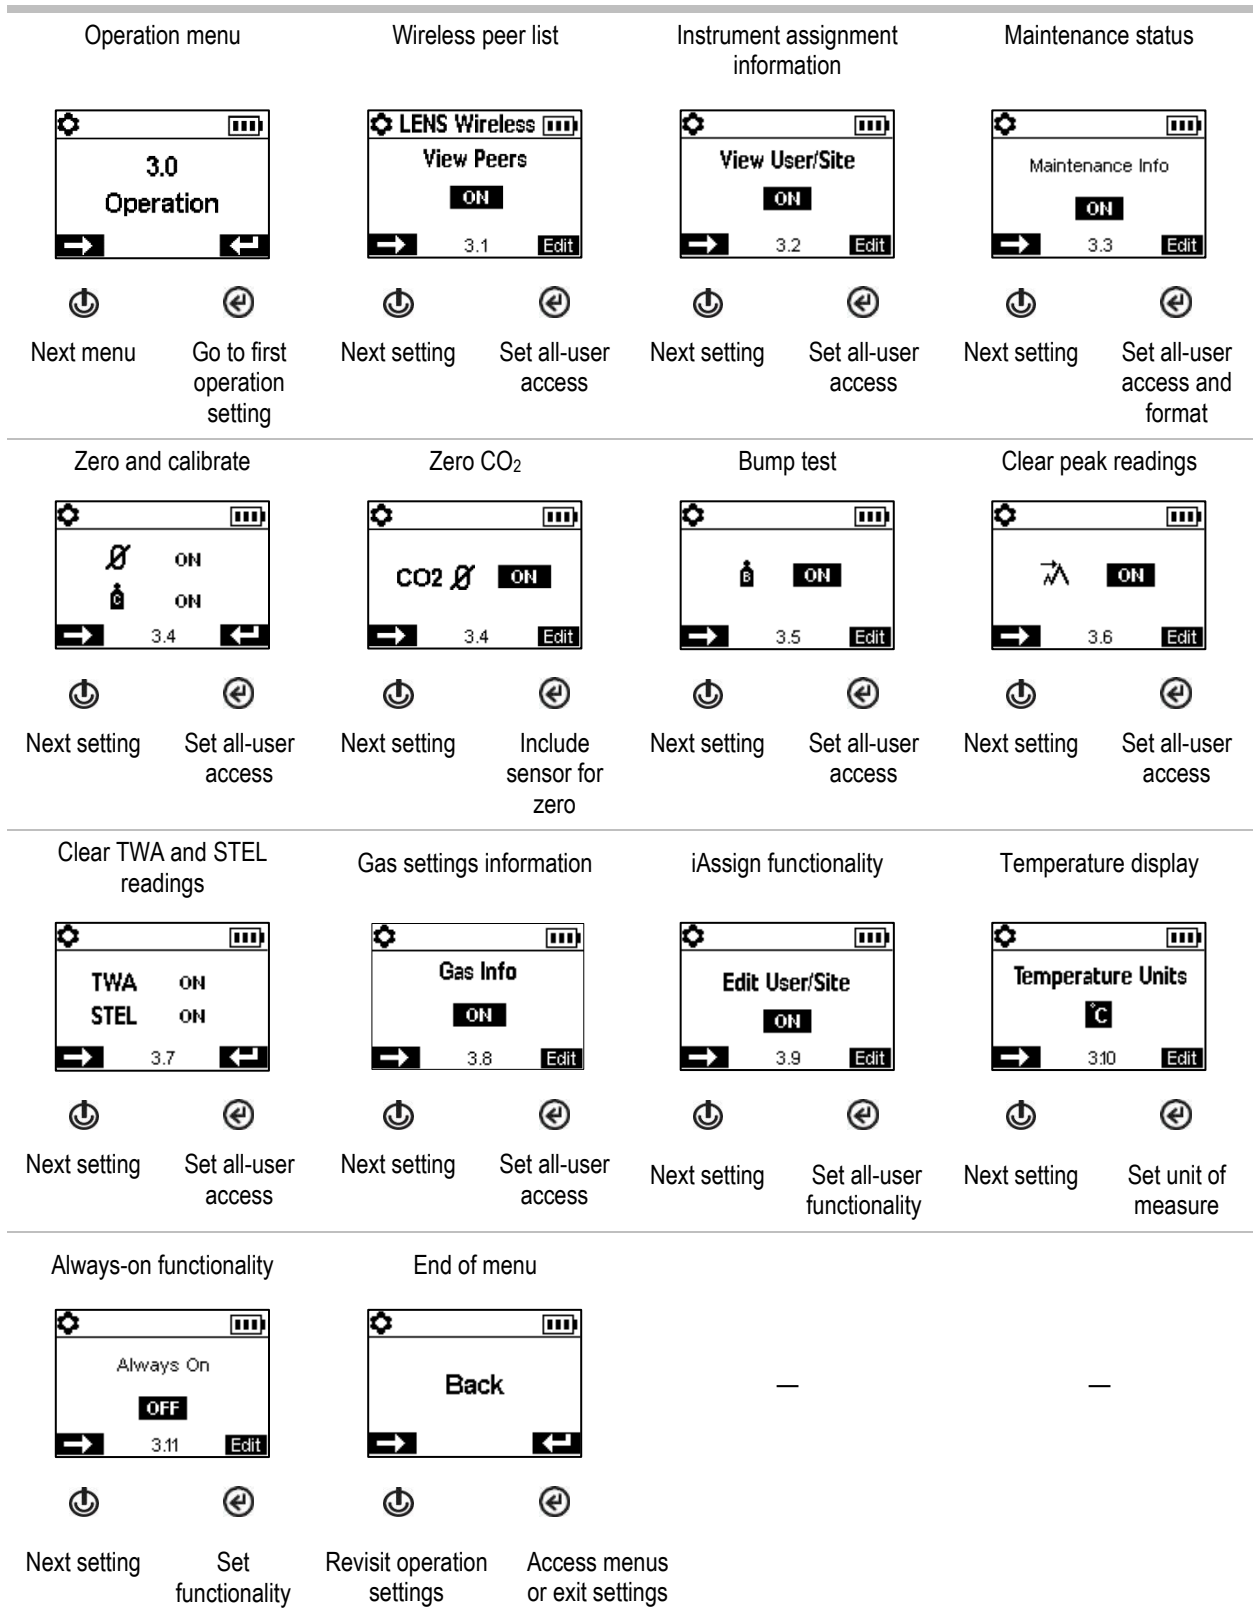 Operation menu
Wireless peer list
Instrument assignment
information
Maintenance status
3.0
Operation
LENS Wireless
View Peers
ON
3.1 Edit
View User/Site
ON
3.2 Edit
Maintenance Info
ON
3.3 Edit
Next menu
Go to first
operation
setting
Next setting
Set all-user
access
Next setting
Set all-user
access
Next setting
Set all-user
access and
format
Zero and calibrate
Zero CO2
Bump test
Clear peak readings
ON
C ON
3.4
CO2 ON
3.4 Edit
B ON
3.5 Edit
ON
3.6 Edit
Next setting
Set all-user
access
Next setting
Include
sensor for
zero
Next setting
Set all-user
access
Next setting
Set all-user
access
Clear TWA and STEL
readings
Gas settings information
iAssign functionality
Temperature display
TWA ON
STEL ON
3.7
Gas Info
ON
3.8 Edit
Edit User/Site
ON
3.9 Edit
Temperature Units
°C
3.10 Edit
Next setting
Set all-user
access
Next setting
Set all-user
access
Next setting
Set all-user
functionality
Next setting
Set unit of
measure
Always-on functionality
End of menu
Always On
OFF
3.11 Edit
Back
—
—
Next setting
Set
functionality
Revisit operation
settings
Access menus
or exit settings